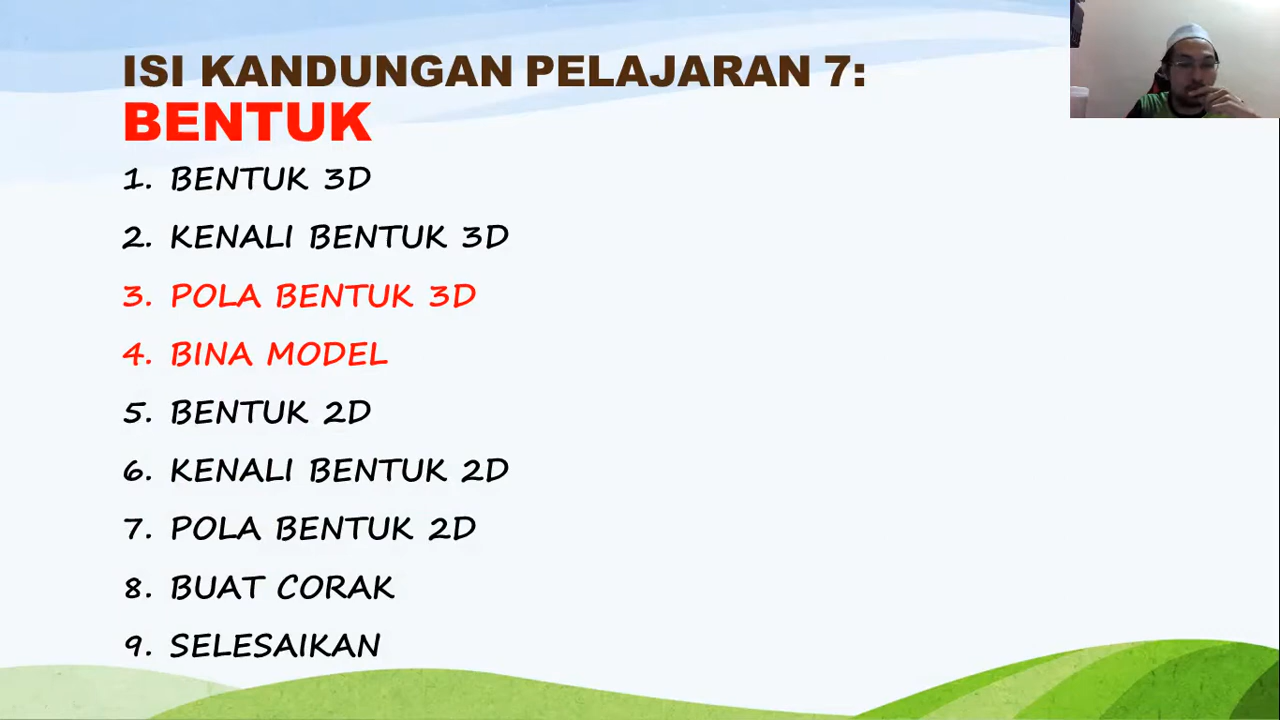 ISI KANDUNGAN PELAJARAN 7:
BENTUK
1. BENTUK 3D
2. KENALI BENTUK 3D
3. POLA BENTUK 3D
4. BINA MODEL
5. BENTUK 2D
6. KENALI BENTUK 2D
7. POLA BENTUK 2D
8. BUAT CORAK
9. SELESAIKAN